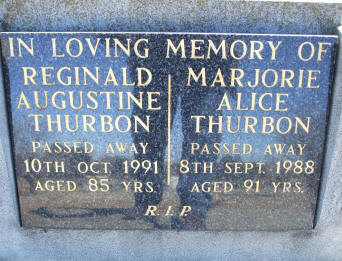 IN LOVING MEMORY OF
REGINALD
AUGUSTINE
THURBON
PASSED AWAY
10TH OCT. 1991
AGED 85 YRS.
MARJORIE
ALICE
THURBON
PASSED AWAY
8TH SEPT. 1988
AGED 91 YRS.
R.I.P